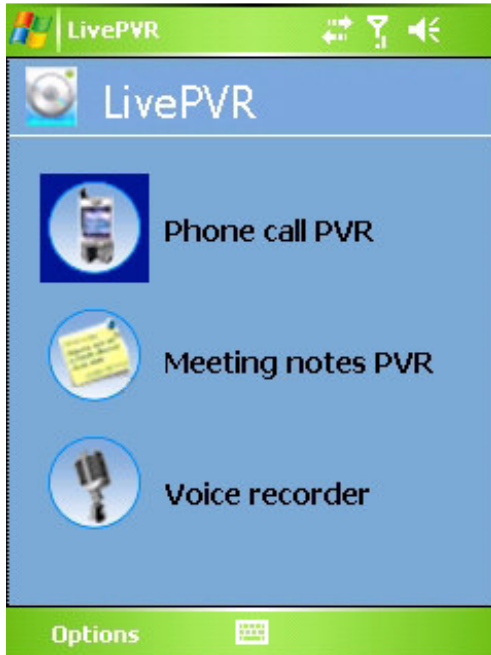 LivePVR
LivePVR
Phone call PVR
Meeting notes PVR
Voice recorder
Options